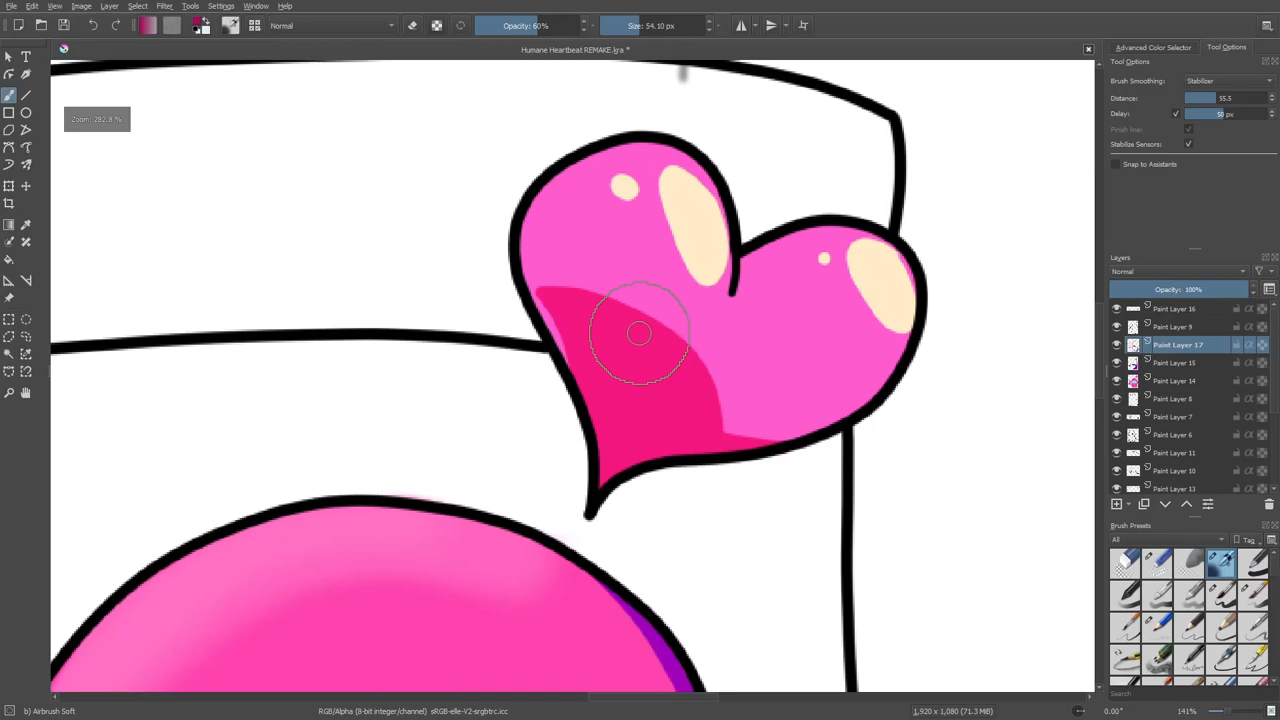 File Edit View Image Layer Select Filter Tools Settings Window Help
Normal
Opacity: 60%
Size: 54.10 px
Humane Heartbeat REMAKE.kra *
Zoom: 282.8 %
Advanced Color Selector Tool Options
Tool Options
Brush Smoothing: Stabilizer
Distance: 55.5
Delay: 50 px
Finish line:
Stabilize Sensors:
Snap to Assistants
Layers
Normal
Opacity: 100%
Paint Layer 16
Paint Layer 9
Paint Layer 17
Paint Layer 15
Paint Layer 14
Paint Layer 8
Paint Layer 7
Paint Layer 6
Paint Layer 11
Paint Layer 10
Paint Layer 13
Brush Presets
All Tag
Search
b) Airbrush Soft
RGB/Alpha (8-bit integer/channel) sRGB-elle-V2-srgbtrc.icc
1,920 x 1,080 (71.3 MiB)
0.00°
141%